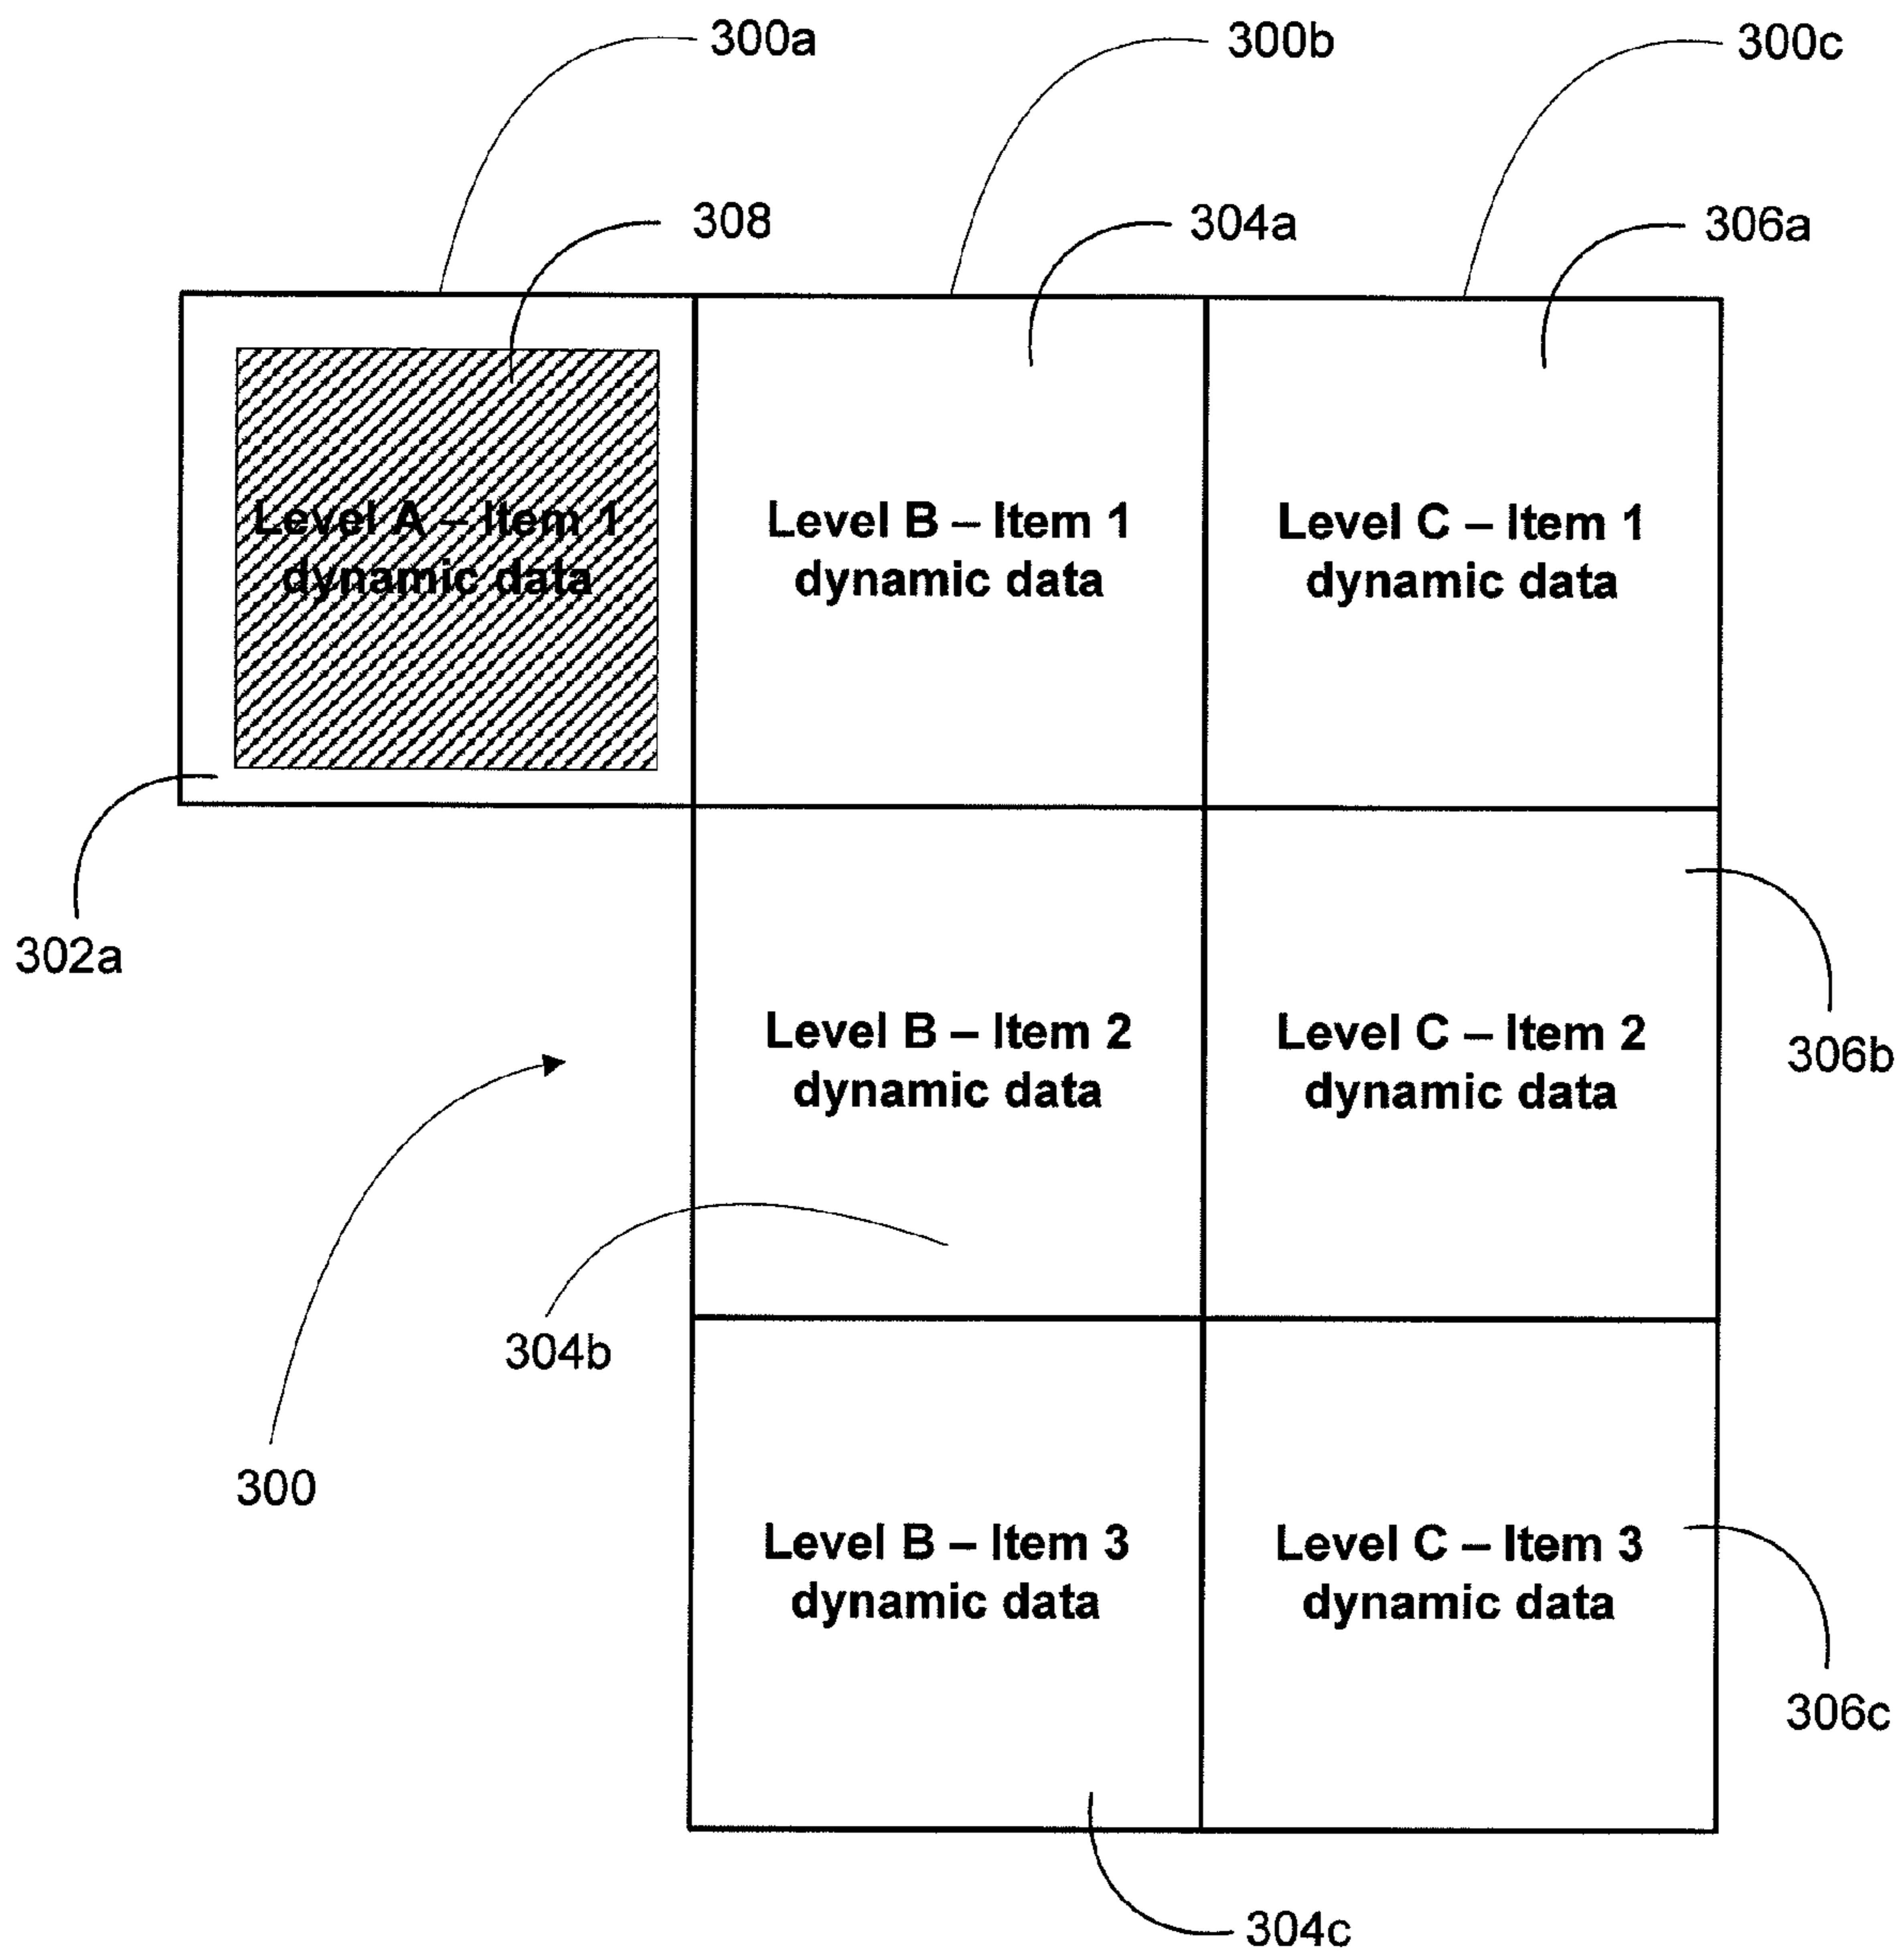 300a
300b
300c
308
304a
306a
Level A – Item 1
dynamic data
Level B – Item 1
dynamic data
Level C – Item 1
dynamic data
302a
306b
Level B – Item 2
dynamic data
Level C – Item 2
dynamic data
304b
300
Level B – Item 3
dynamic data
Level C – Item 3
dynamic data
306c
304c